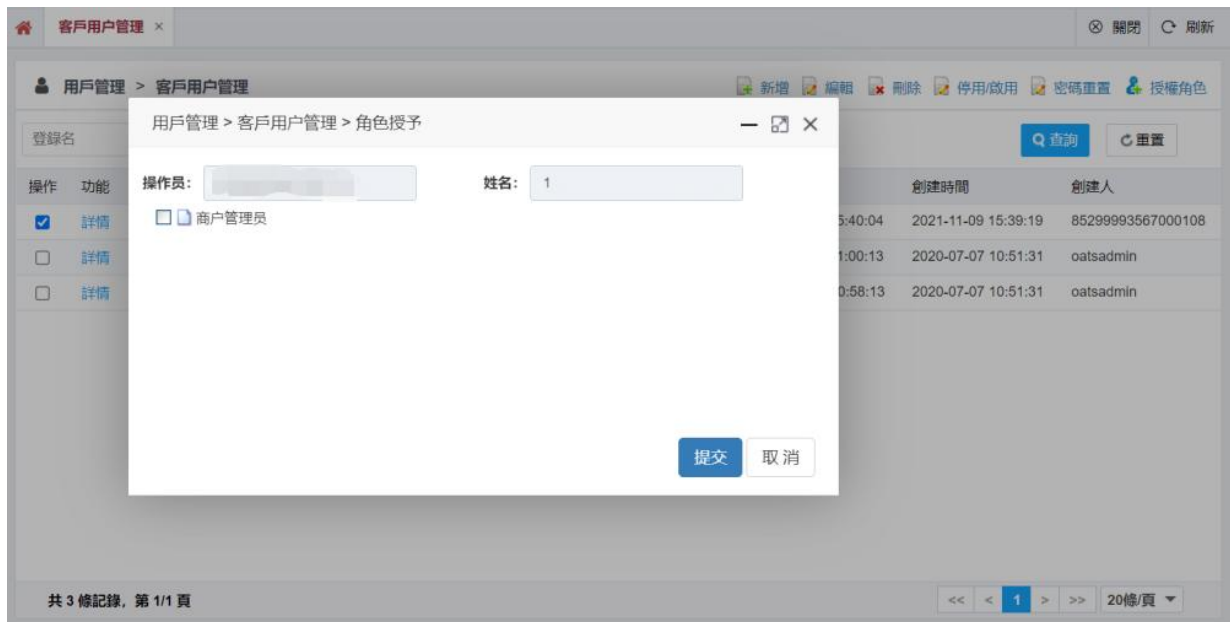 客戶用户管理 × 關閉 刷新
用戶管理 > 客戶用户管理 新增 編輯 刪除 停用/啟用 密碼重置 授權角色
用戶管理 > 客戶用户管理 > 角色授予
登錄名 查詢 重置
操作 功能 創建時間 創建人
操作员: 姓名: 1
詳情 5:40:04 2021-11-09 15:39:19 85299993567000108
商户管理员
詳情 1:00:13 2020-07-07 10:51:31 oatsadmin
詳情 0:58:13 2020-07-07 10:51:31 oatsadmin
提交 取消
共 3 條記錄, 第 1/1 頁 << < 1 > >> 20條/頁